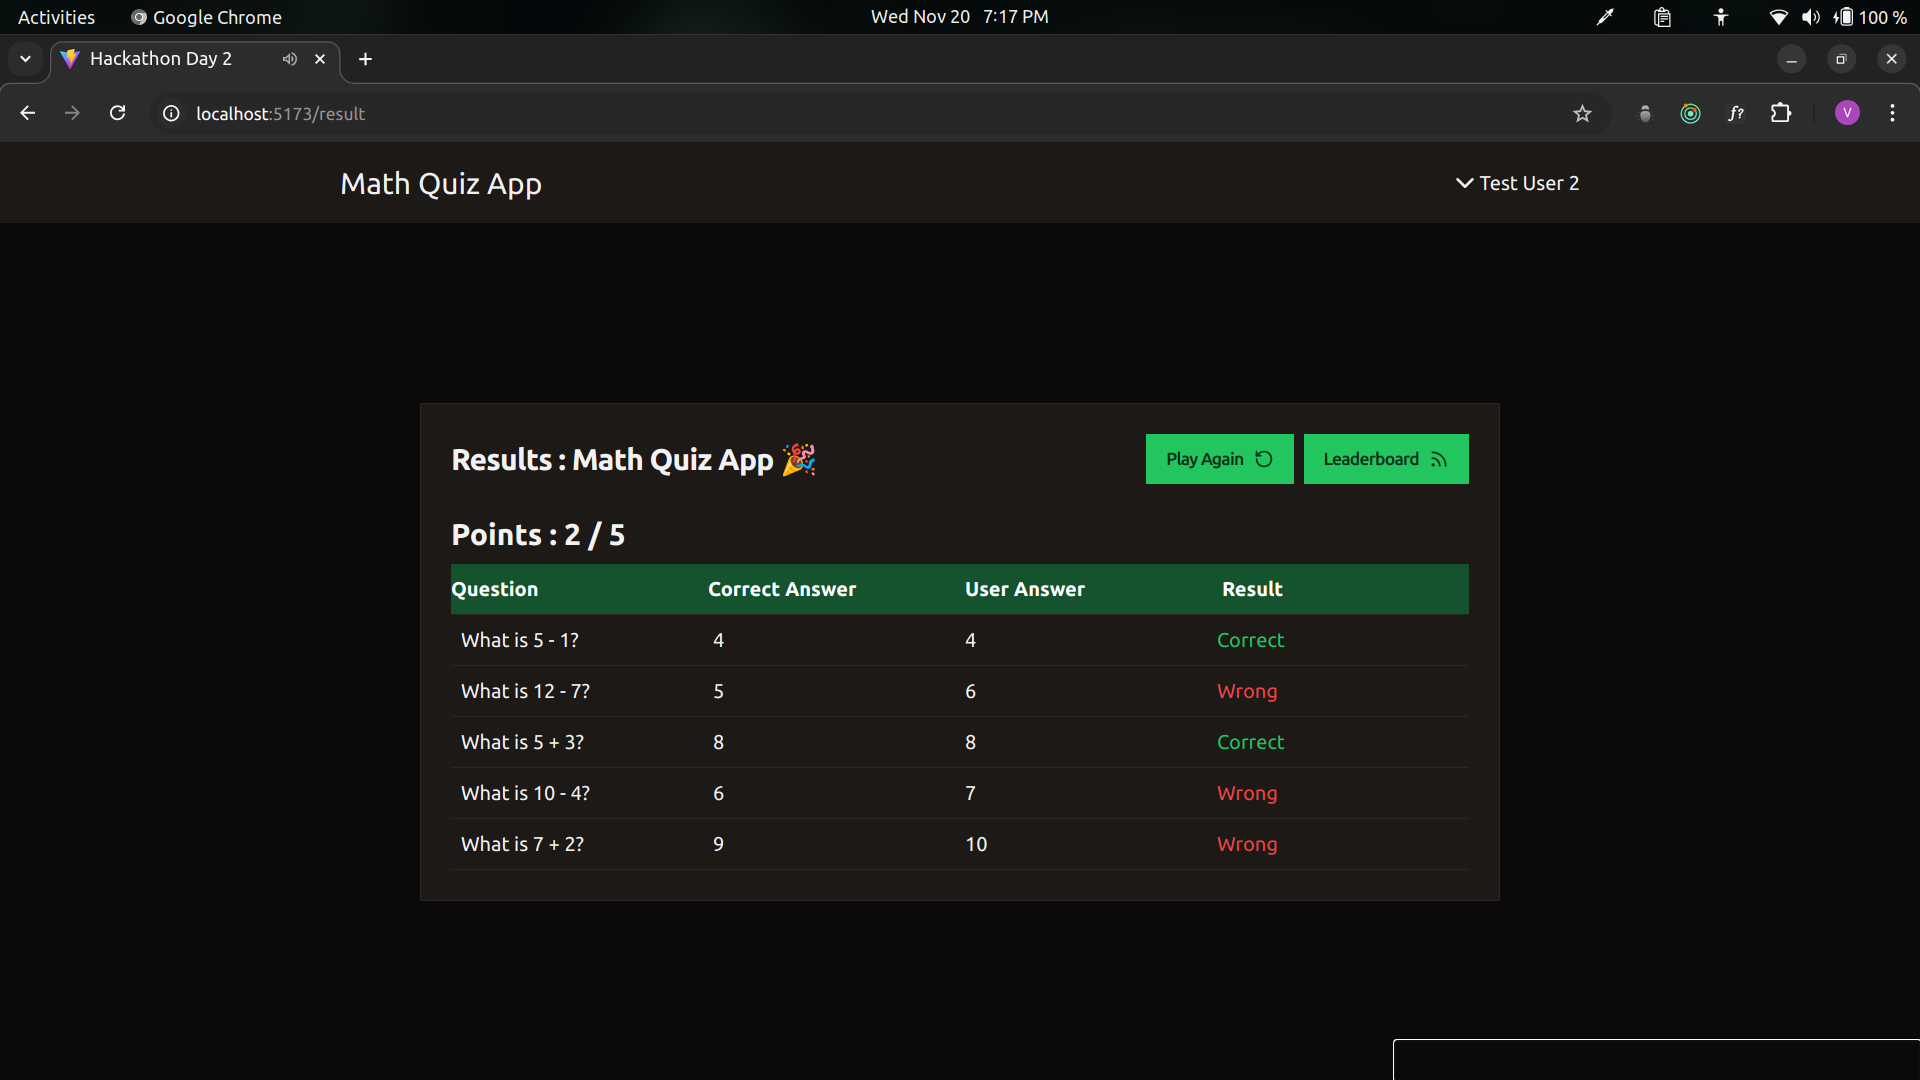 Activities Google Chrome Wed Nov 20 7:17 PM 100 %
Hackathon Day 2
localhost:5173/result f? V
Math Quiz App Test User 2
Results : Math Quiz App 🎉 Play Again Leaderboard
Points : 2 / 5
Question Correct Answer User Answer Result
What is 5 - 1? 4 4 Correct
What is 12 - 7? 5 6 Wrong
What is 5 + 3? 8 8 Correct
What is 10 - 4? 6 7 Wrong
What is 7 + 2? 9 10 Wrong